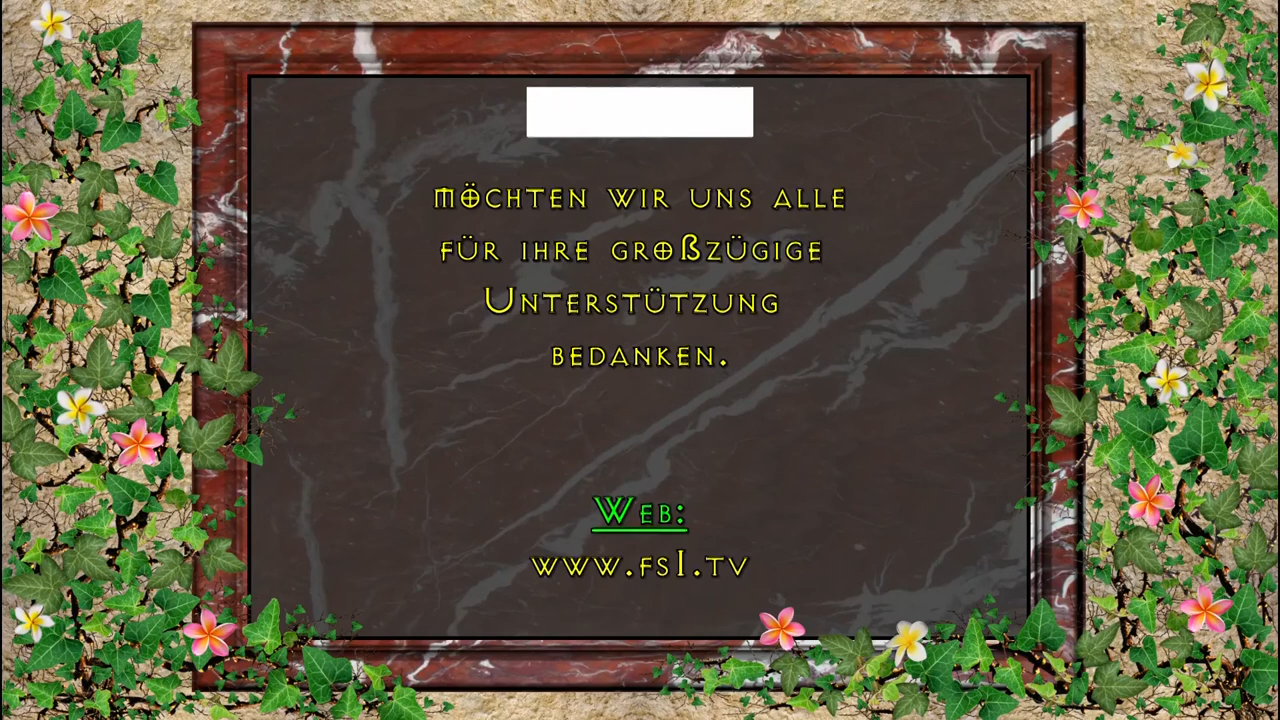 möchten wir uns alle
für ihre großzügige
Unterstützung
bedanken.
Web:
www.fs1.tv